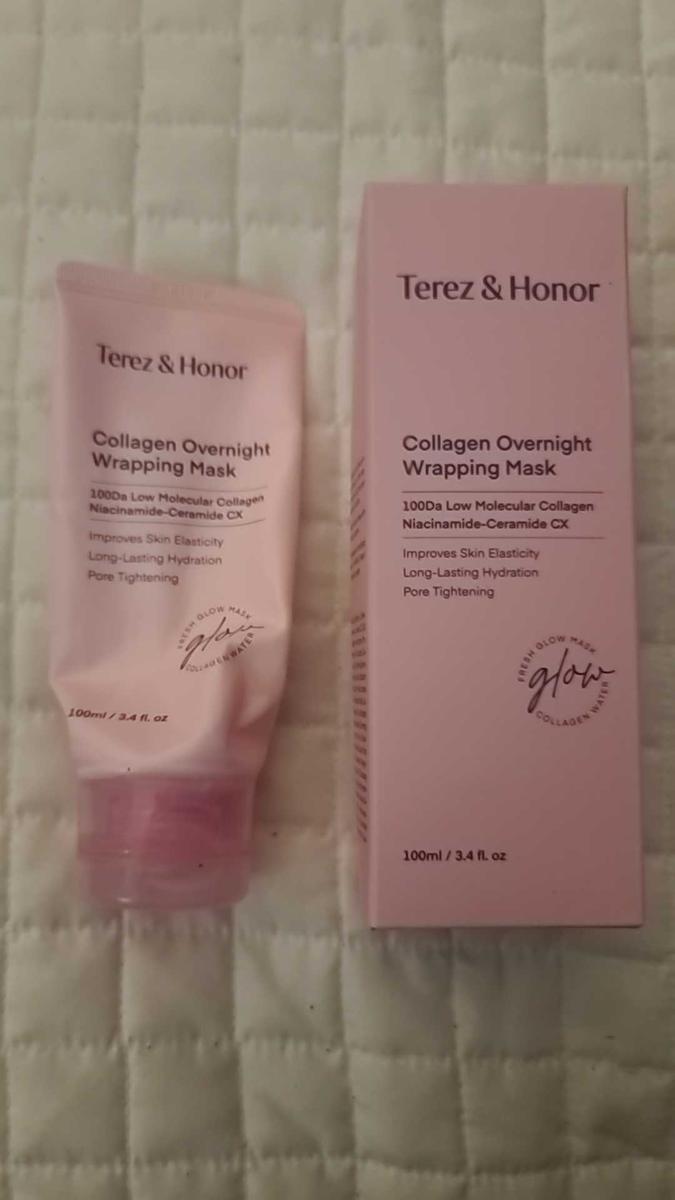 Terez & Honor
Collagen Overnight
Wrapping Mask
100Da Low Molecular Collagen
Niacinamide-Ceramide CX
Improves Skin Elasticity
Long-Lasting Hydration
Pore Tightening
FRESH GLOW MASK
glow
COLLAGEN WATER
100ml / 3.4 fl. oz
Terez & Honor
Collagen Overnight
Wrapping Mask
100Da Low Molecular Collagen
Niacinamide-Ceramide CX
Improves Skin Elasticity
Long-Lasting Hydration
Pore Tightening
FRESH GLOW MASK
glow
COLLAGEN WATER
100ml / 3.4 fl. oz